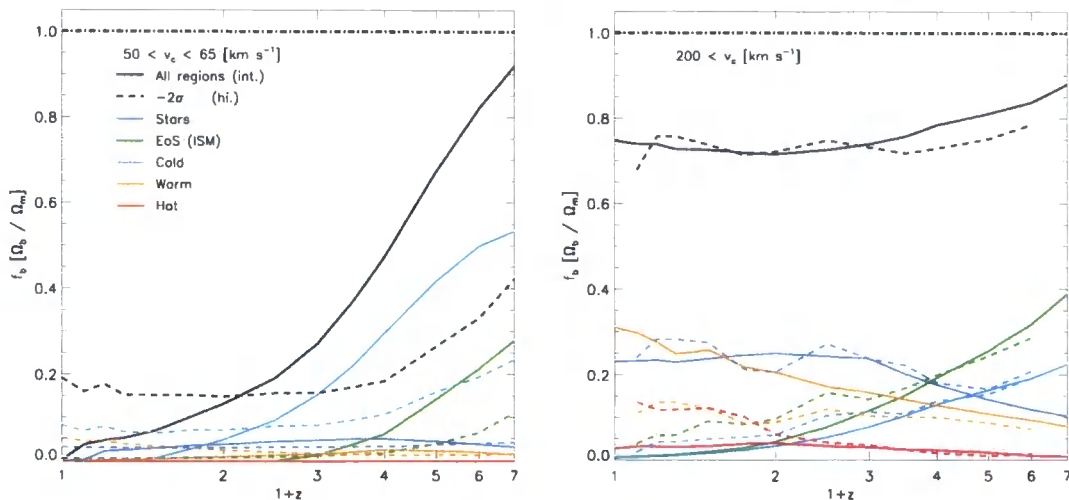 50 < v_c < 65 [km s⁻¹]
All regions (int.)
−2σ (hi.)
Stars
EoS (ISM)
Cold
Warm
Hot
f_b [Ω_b / Ω_m]
1.0
0.8
0.6
0.4
0.2
0.0
1 2 3 4 5 6 7
1+z
200 < v_c [km s⁻¹]
f_b [Ω_b / Ω_m]
1.0
0.8
0.6
0.4
0.2
0.0
1 2 3 4 5 6 7
1+z